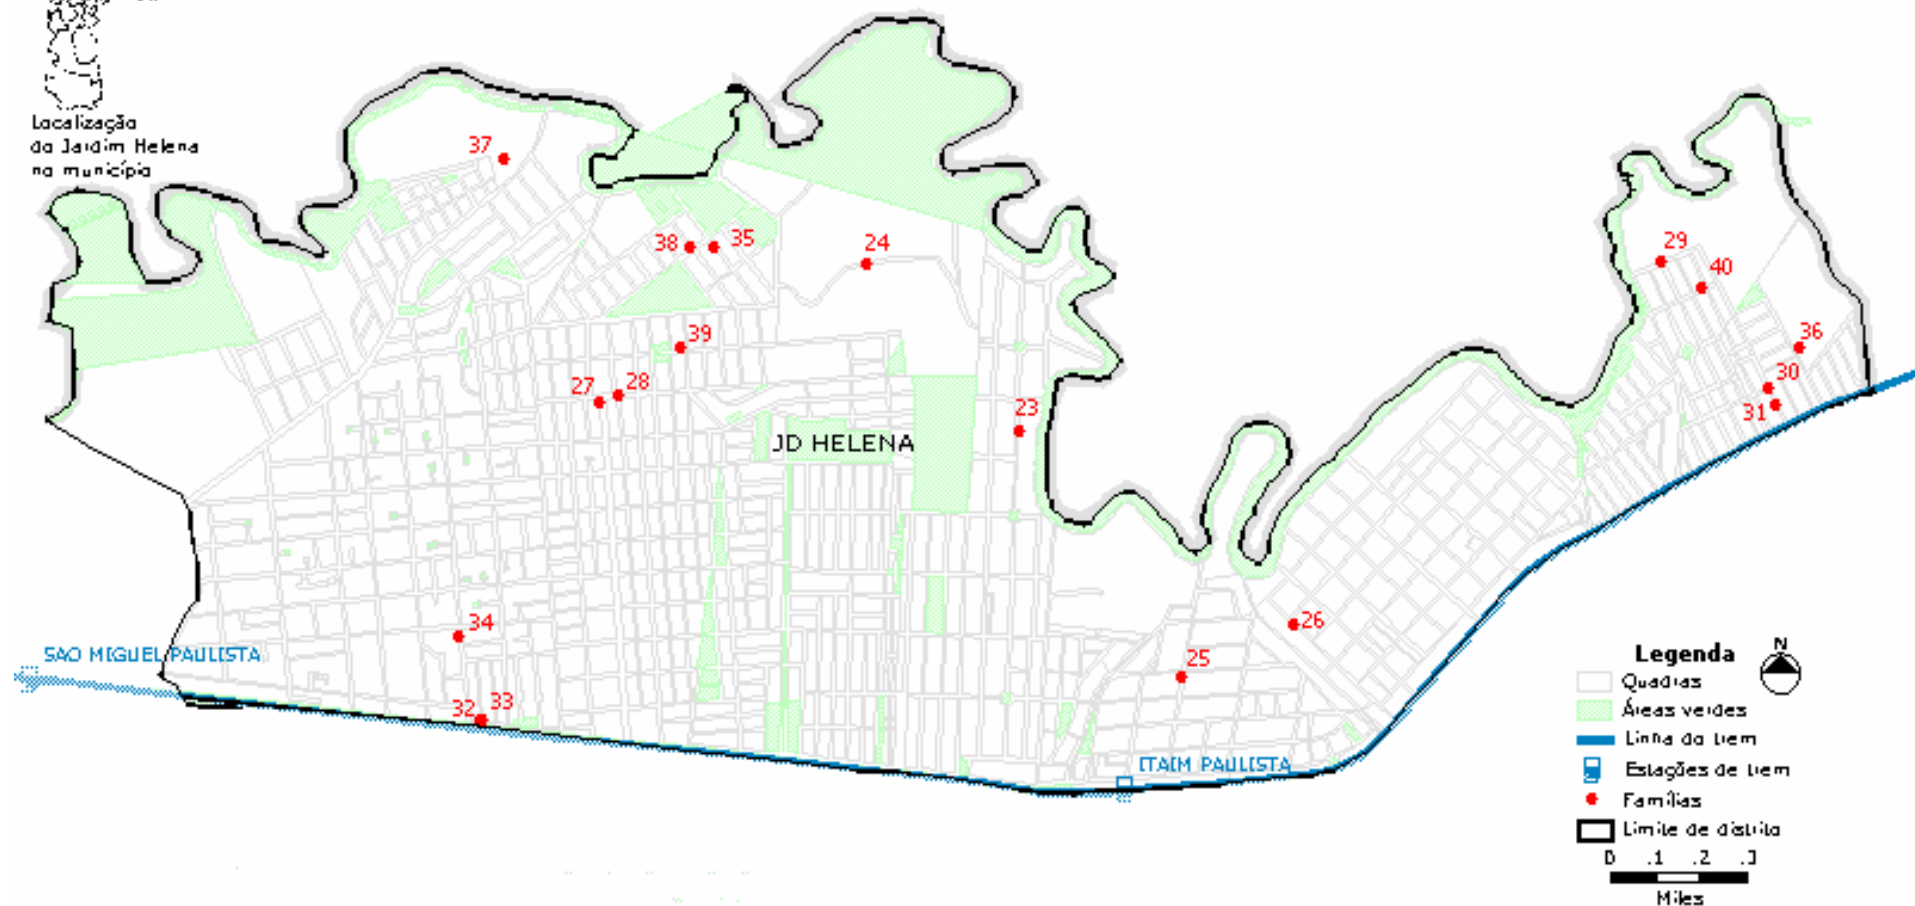 Localização
do Jardim Helena
no município
37
38
35
24
29
40
39
36
27
28
30
31
23
JD HELENA
34
26
SAO MIGUEL PAULISTA
25
32
33
ITAIM PAULISTA
N
Legenda
Quadras
Áreas verdes
Linha do trem
Estações de trem
Famílias
Limite de distrito
0 .1 .2 .3
Miles